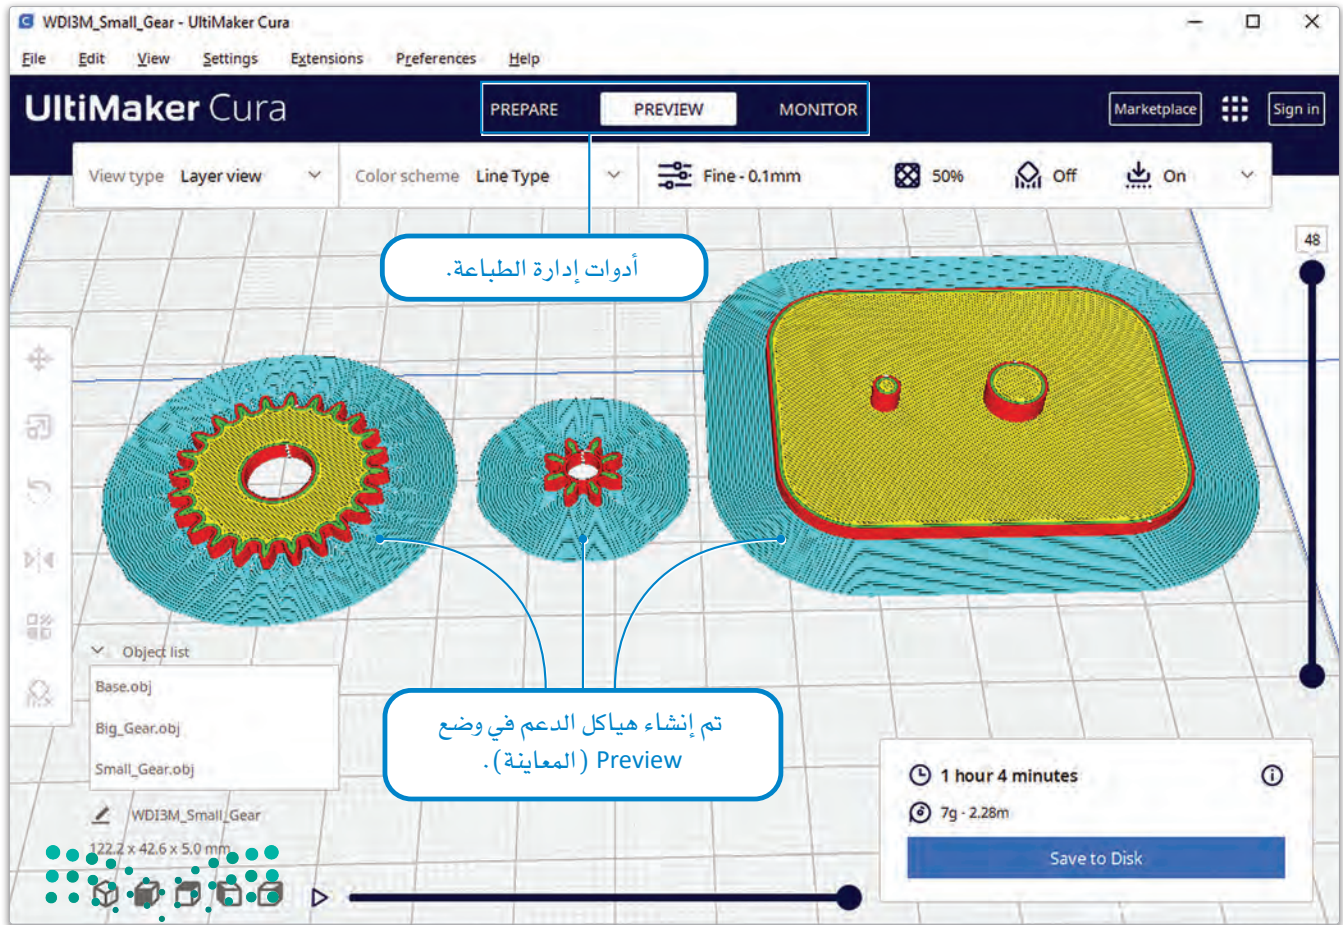 WDI3M_Small_Gear - UltiMaker Cura
File Edit View Settings Extensions Preferences Help
UltiMaker Cura
PREPARE PREVIEW MONITOR
Marketplace
Sign in
View type Layer view
Color scheme Line Type
Fine - 0.1mm
50%
Off
On
48
أدوات إدارة الطباعة.
تم إنشاء هياكل الدعم في وضع
Preview (المعاينة).
Object list
Base.obj
Big_Gear.obj
Small_Gear.obj
WDI3M_Small_Gear
122.2 x 42.6 x 5.0 mm
1 hour 4 minutes
7g - 2.28m
Save to Disk